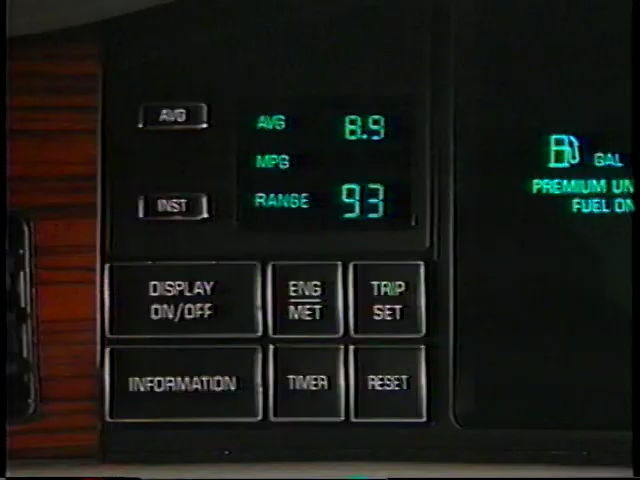 AVG
INST
AVG 8.9
MPG
RANGE 93
DISPLAY
ON/OFF
ENG
MET
TRIP
SET
INFORMATION
TIMER
RESET
GAL
PREMIUM UN
FUEL ON